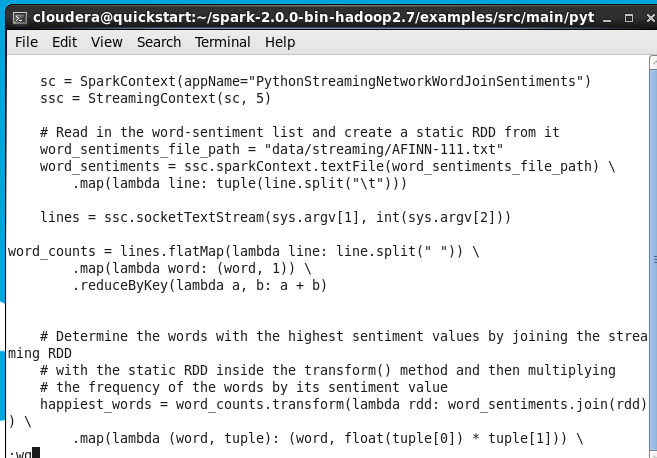 cloudera@quickstart:~/spark-2.0.0-bin-hadoop2.7/examples/src/main/pyt
File Edit View Search Terminal Help
    sc = SparkContext(appName="PythonStreamingNetworkWordJoinSentiments")
    ssc = StreamingContext(sc, 5)
    # Read in the word-sentiment list and create a static RDD from it
    word_sentiments_file_path = "data/streaming/AFINN-111.txt"
    word_sentiments = ssc.sparkContext.textFile(word_sentiments_file_path) \
        .map(lambda line: tuple(line.split("\t")))
    lines = ssc.socketTextStream(sys.argv[1], int(sys.argv[2]))
word_counts = lines.flatMap(lambda line: line.split(" ")) \
        .map(lambda word: (word, 1)) \
        .reduceByKey(lambda a, b: a + b)
    # Determine the words with the highest sentiment values by joining the strea
ming RDD
    # with the static RDD inside the transform() method and then multiplying
    # the frequency of the words by its sentiment value
    happiest_words = word_counts.transform(lambda rdd: word_sentiments.join(rdd)
) \
        .map(lambda (word, tuple): (word, float(tuple[0]) * tuple[1])) \
:wq